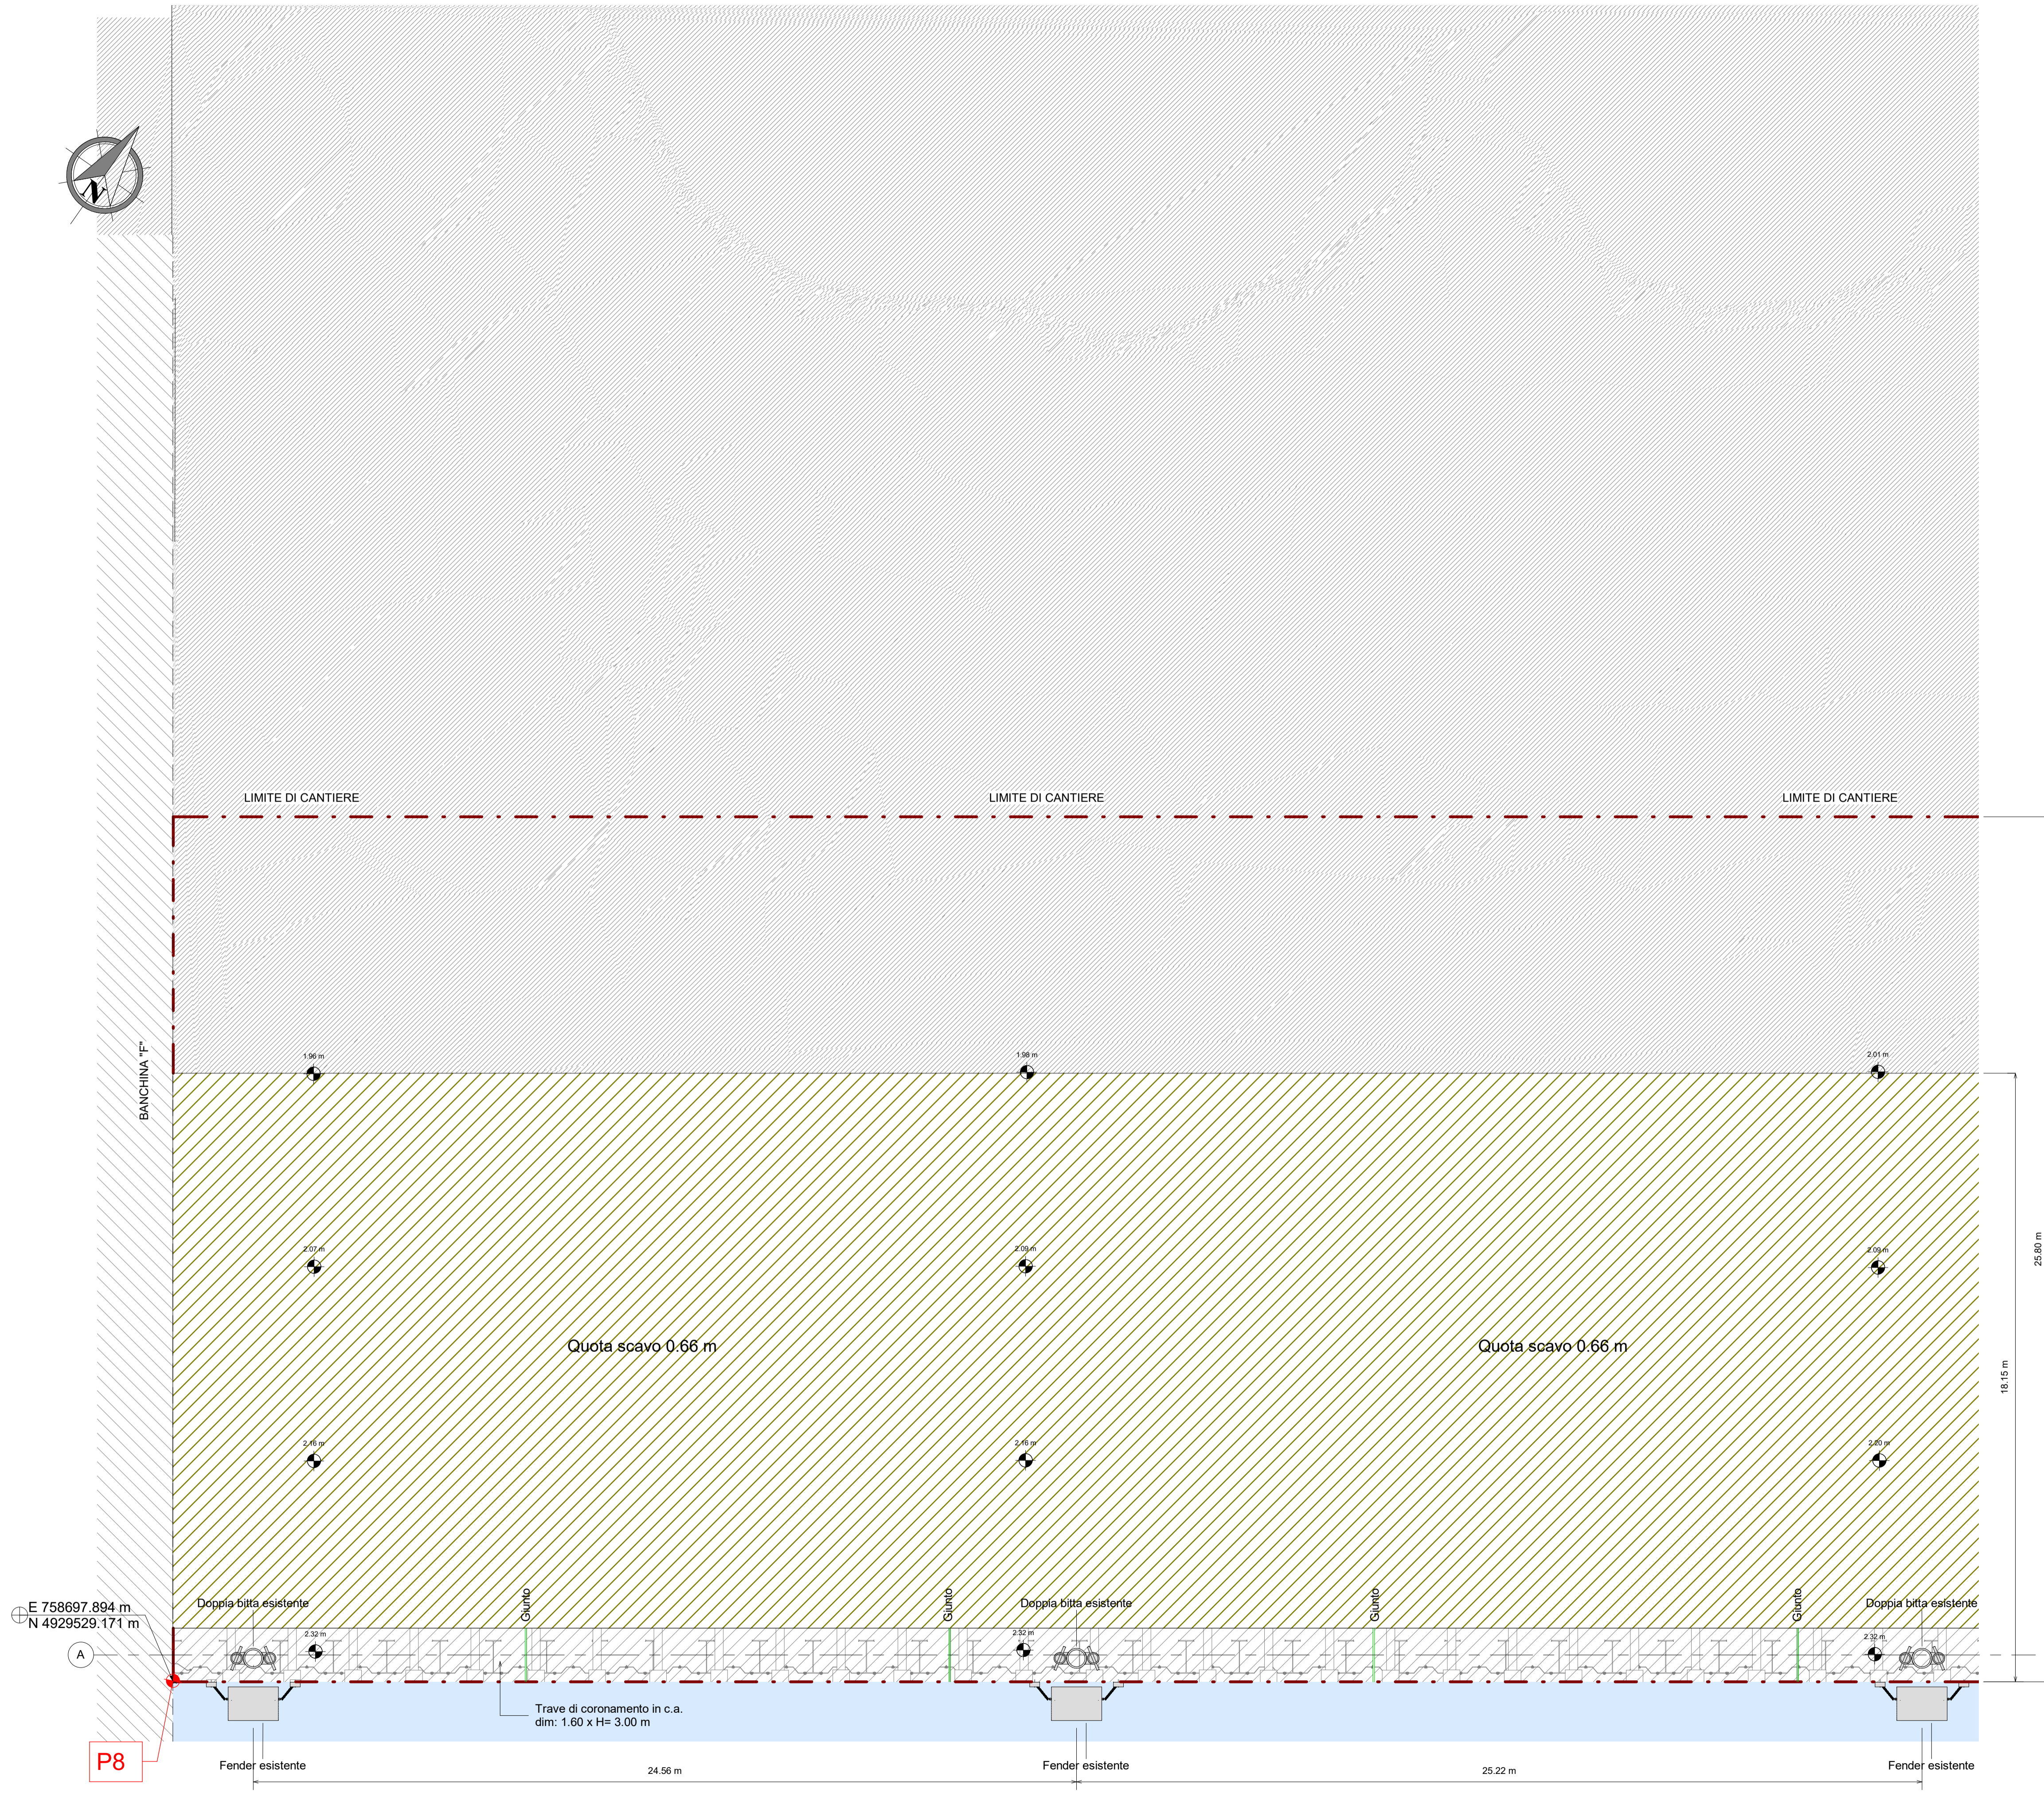 N
LIMITE DI CANTIERE
LIMITE DI CANTIERE
LIMITE DI CANTIERE
BANCHINA "F"
1.96 m
1.98 m
2.01 m
2.07 m
2.09 m
2.09 m
25.80 m
Quota scavo 0.66 m
Quota scavo 0.66 m
18.15 m
2.16 m
2.16 m
2.20 m
E 758697.894 m
N 4929529.171 m
Doppia bitta esistente
Giunto
Giunto
Doppia bitta esistente
Giunto
Giunto
Doppia bitta esistente
A
2.32 m
2.32 m
2.32 m
Trave di coronamento in c.a.
dim: 1.60 x H= 3.00 m
P8
Fender esistente
Fender esistente
Fender esistente
24.56 m
25.22 m